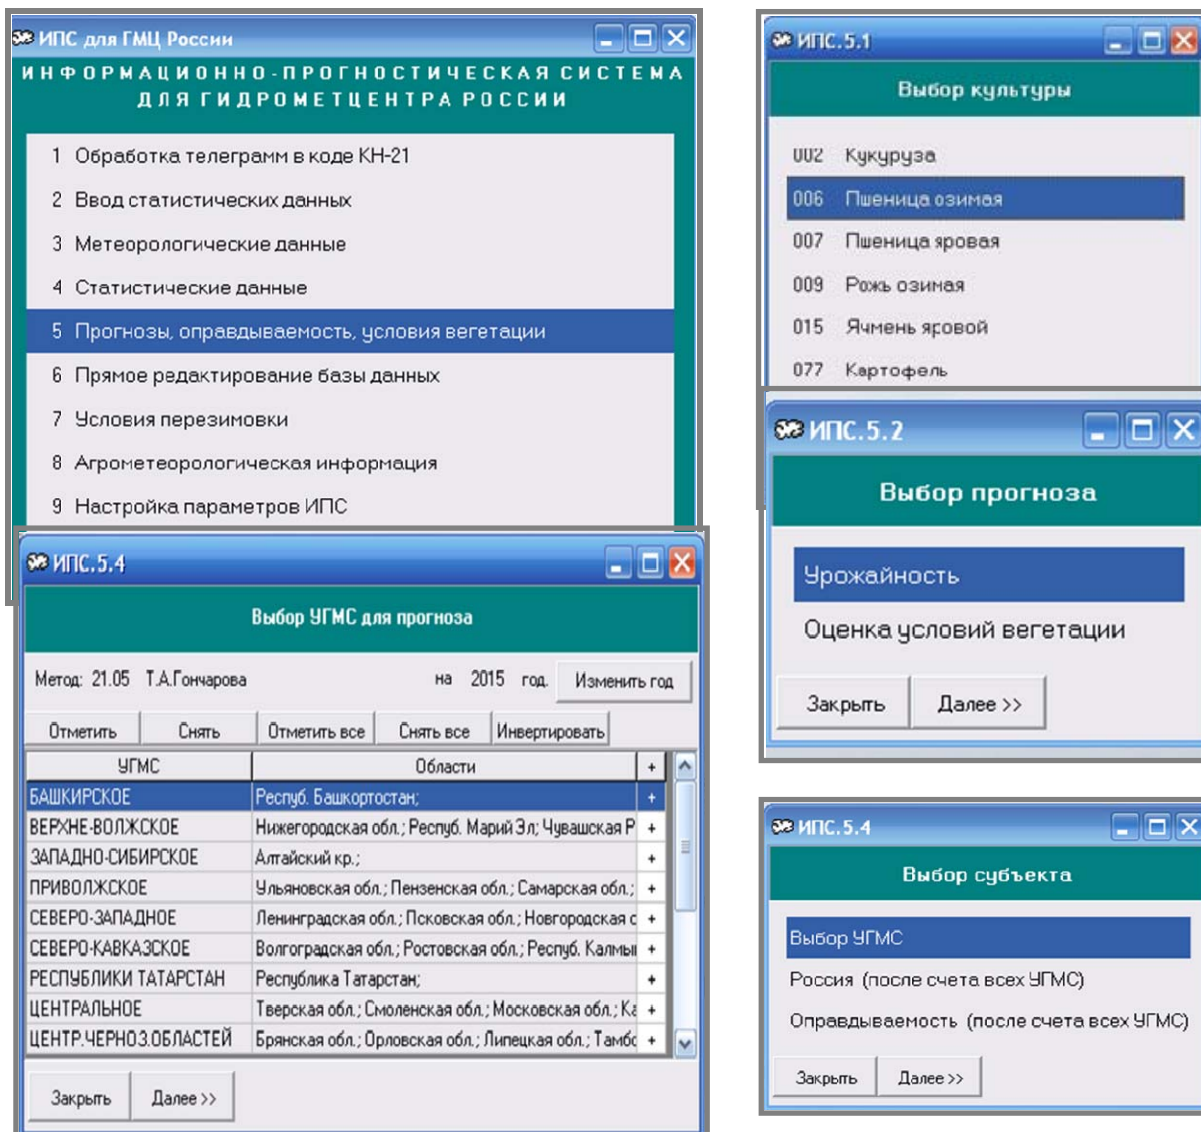 ИПС для ГМЦ России
ИНФОРМАЦИОННО-ПРОГНОСТИЧЕСКАЯ СИСТЕМА
ДЛЯ ГИДРОМЕТЦЕНТРА РОССИИ
1 Обработка телеграмм в коде КН-21
2 Ввод статистических данных
3 Метеорологические данные
4 Статистические данные
5 Прогнозы, оправдываемость, условия вегетации
6 Прямое редактирование базы данных
7 Условия перезимовки
8 Агрометеорологическая информация
9 Настройка параметров ИПС
ИПС.5.1
Выбор культуры
002 Кукуруза
006 Пшеница озимая
007 Пшеница яровая
009 Рожь озимая
015 Ячмень яровой
077 Картофель
ИПС.5.2
Выбор прогноза
Урожайность
Оценка условий вегетации
Закрыть Далее >>
ИПС.5.4
Выбор УГМС для прогноза
Метод: 21.05 Т.А.Гончарова на 2015 год. Изменить год
Отметить Снять Отметить все Снять все Инвертировать
УГМС Области +
БАШКИРСКОЕ Респуб. Башкортостан; +
ВЕРХНЕ-ВОЛЖСКОЕ Нижегородская обл.; Респуб. Марий Эл; Чувашская Р +
ЗАПАДНО-СИБИРСКОЕ Алтайский кр.; +
ПРИВОЛЖСКОЕ Ульяновская обл.; Пензенская обл.; Самарская обл.; +
СЕВЕРО-ЗАПАДНОЕ Ленинградская обл.; Псковская обл.; Новгородская о +
СЕВЕРО-КАВКАЗСКОЕ Волгоградская обл.; Ростовская обл.; Респуб. Калмы +
РЕСПУБЛИКИ ТАТАРСТАН Республика Татарстан; +
ЦЕНТРАЛЬНОЕ Тверская обл.; Смоленская обл.; Московская обл.; Ка +
ЦЕНТР.ЧЕРНОЗ.ОБЛАСТЕЙ Брянская обл.; Орловская обл.; Липецкая обл.; Тамбо +
Закрыть Далее >>
ИПС.5.4
Выбор субъекта
Выбор УГМС
Россия (после счета всех УГМС)
Оправдываемость (после счета всех УГМС)
Закрыть Далее >>